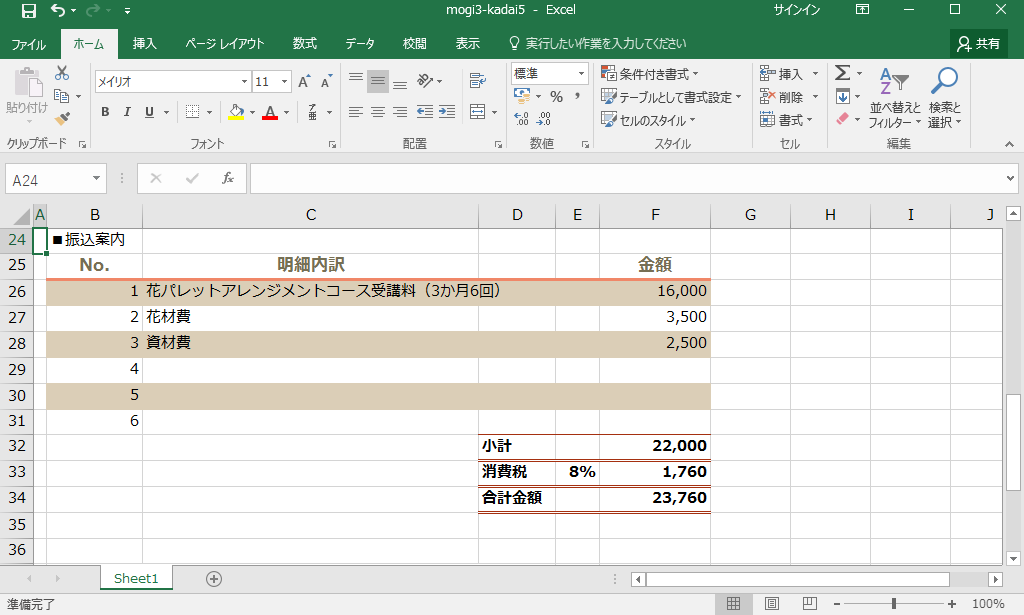 mogi3-kadai5 - Excel サインイン
ファイル ホーム 挿入 ページ レイアウト 数式 データ 校閲 表示 実行したい作業を入力してください 共有
メイリオ 11 標準 条件付き書式 挿入 Σ
貼り付け % , テーブルとして書式設定 削除 並べ替えと 検索と
B I U A セルのスタイル 書式 フィルター 選択
クリップボード フォント 配置 数値 スタイル セル 編集
A24 fx
A B C D E F G H I J
24 ■振込案内
25 No. 明細内訳 金額
26 1 花パレットアレンジメントコース受講料（3か月6回） 16,000
27 2 花材費 3,500
28 3 資材費 2,500
29 4
30 5
31 6
32 小計 22,000
33 消費税 8% 1,760
34 合計金額 23,760
35
36
Sheet1
準備完了 100%